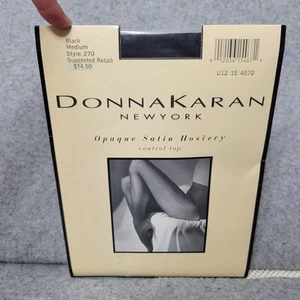 Black
Medium
Style: 270
Suggested Retail:
$14.50
U12 15 4670
DONNAKARAN
NEW YORK
Opaque Satin Hosiery
control top